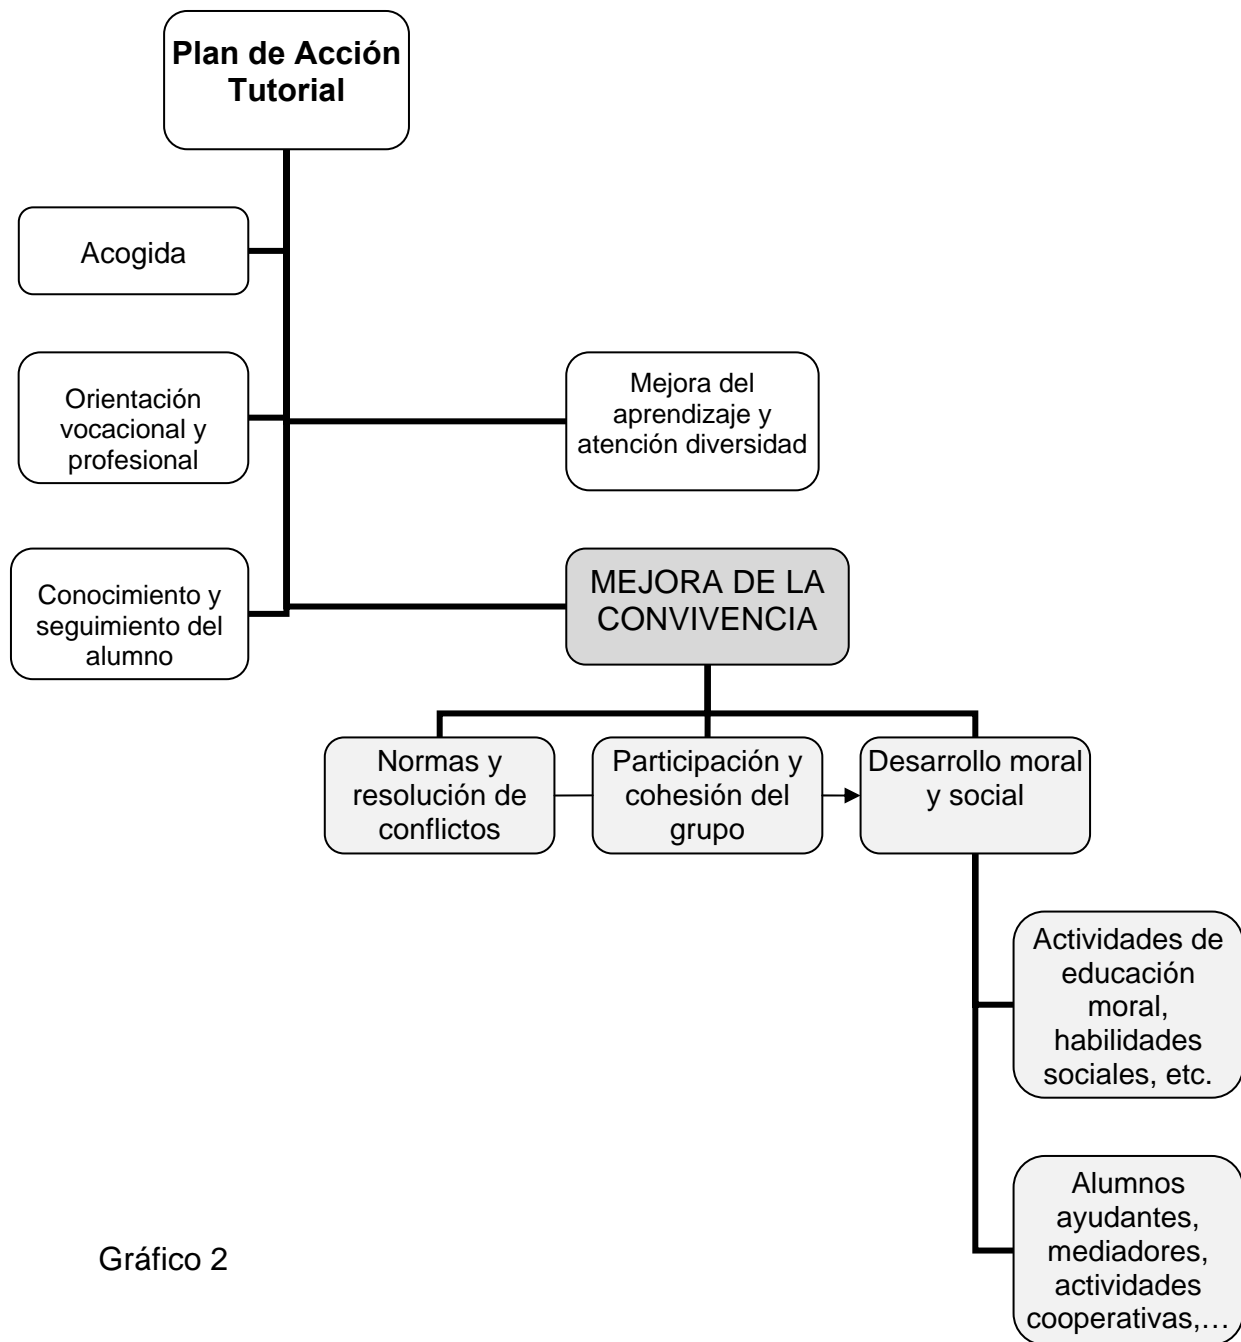 Plan de Acción
Tutorial
Acogida
Orientación
vocacional y
profesional
Mejora del
aprendizaje y
atención diversidad
Conocimiento y
seguimiento del
alumno
MEJORA DE LA
CONVIVENCIA
Normas y
resolución de
conflictos
Participación y
cohesión del
grupo
Desarrollo moral
y social
Actividades de
educación
moral,
habilidades
sociales, etc.
Alumnos
ayudantes,
mediadores,
actividades
cooperativas,…
Gráfico 2